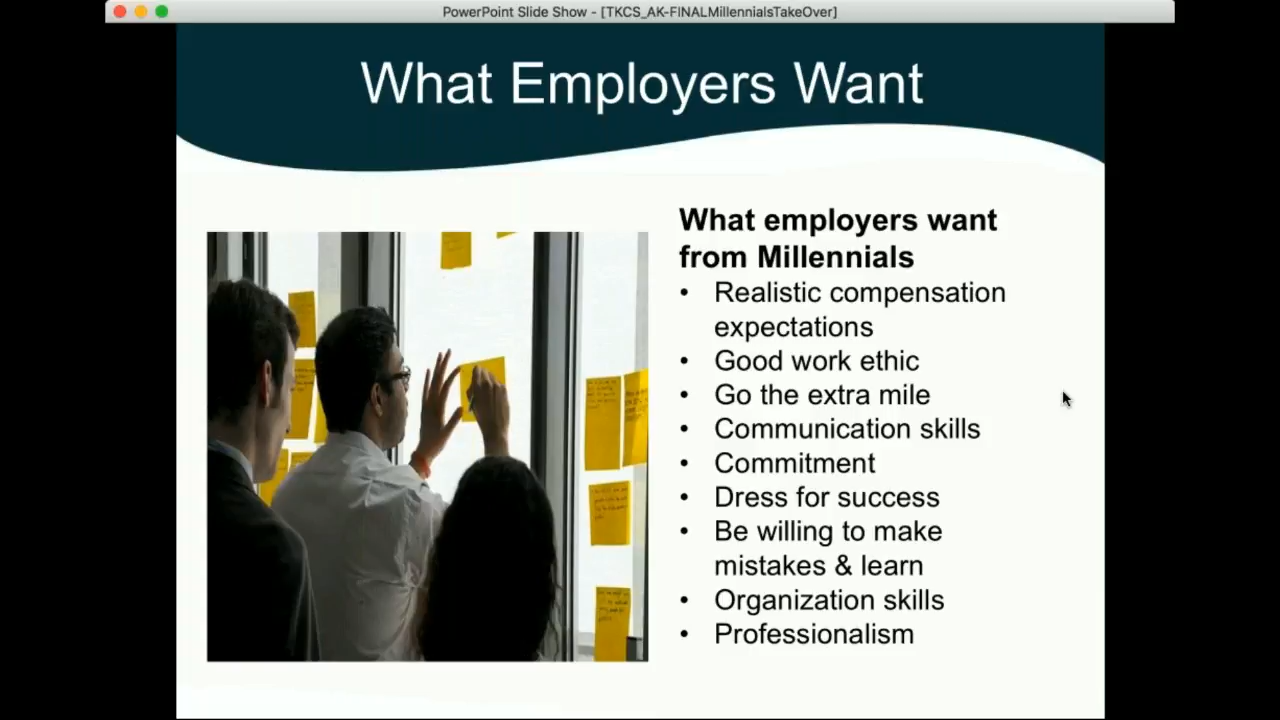 PowerPoint Slide Show - [TKCS_AK-FINALMillennialsTakeOver]
What Employers Want
What employers want
from Millennials
• Realistic compensation
expectations
• Good work ethic
• Go the extra mile
• Communication skills
• Commitment
• Dress for success
• Be willing to make
mistakes & learn
• Organization skills
• Professionalism